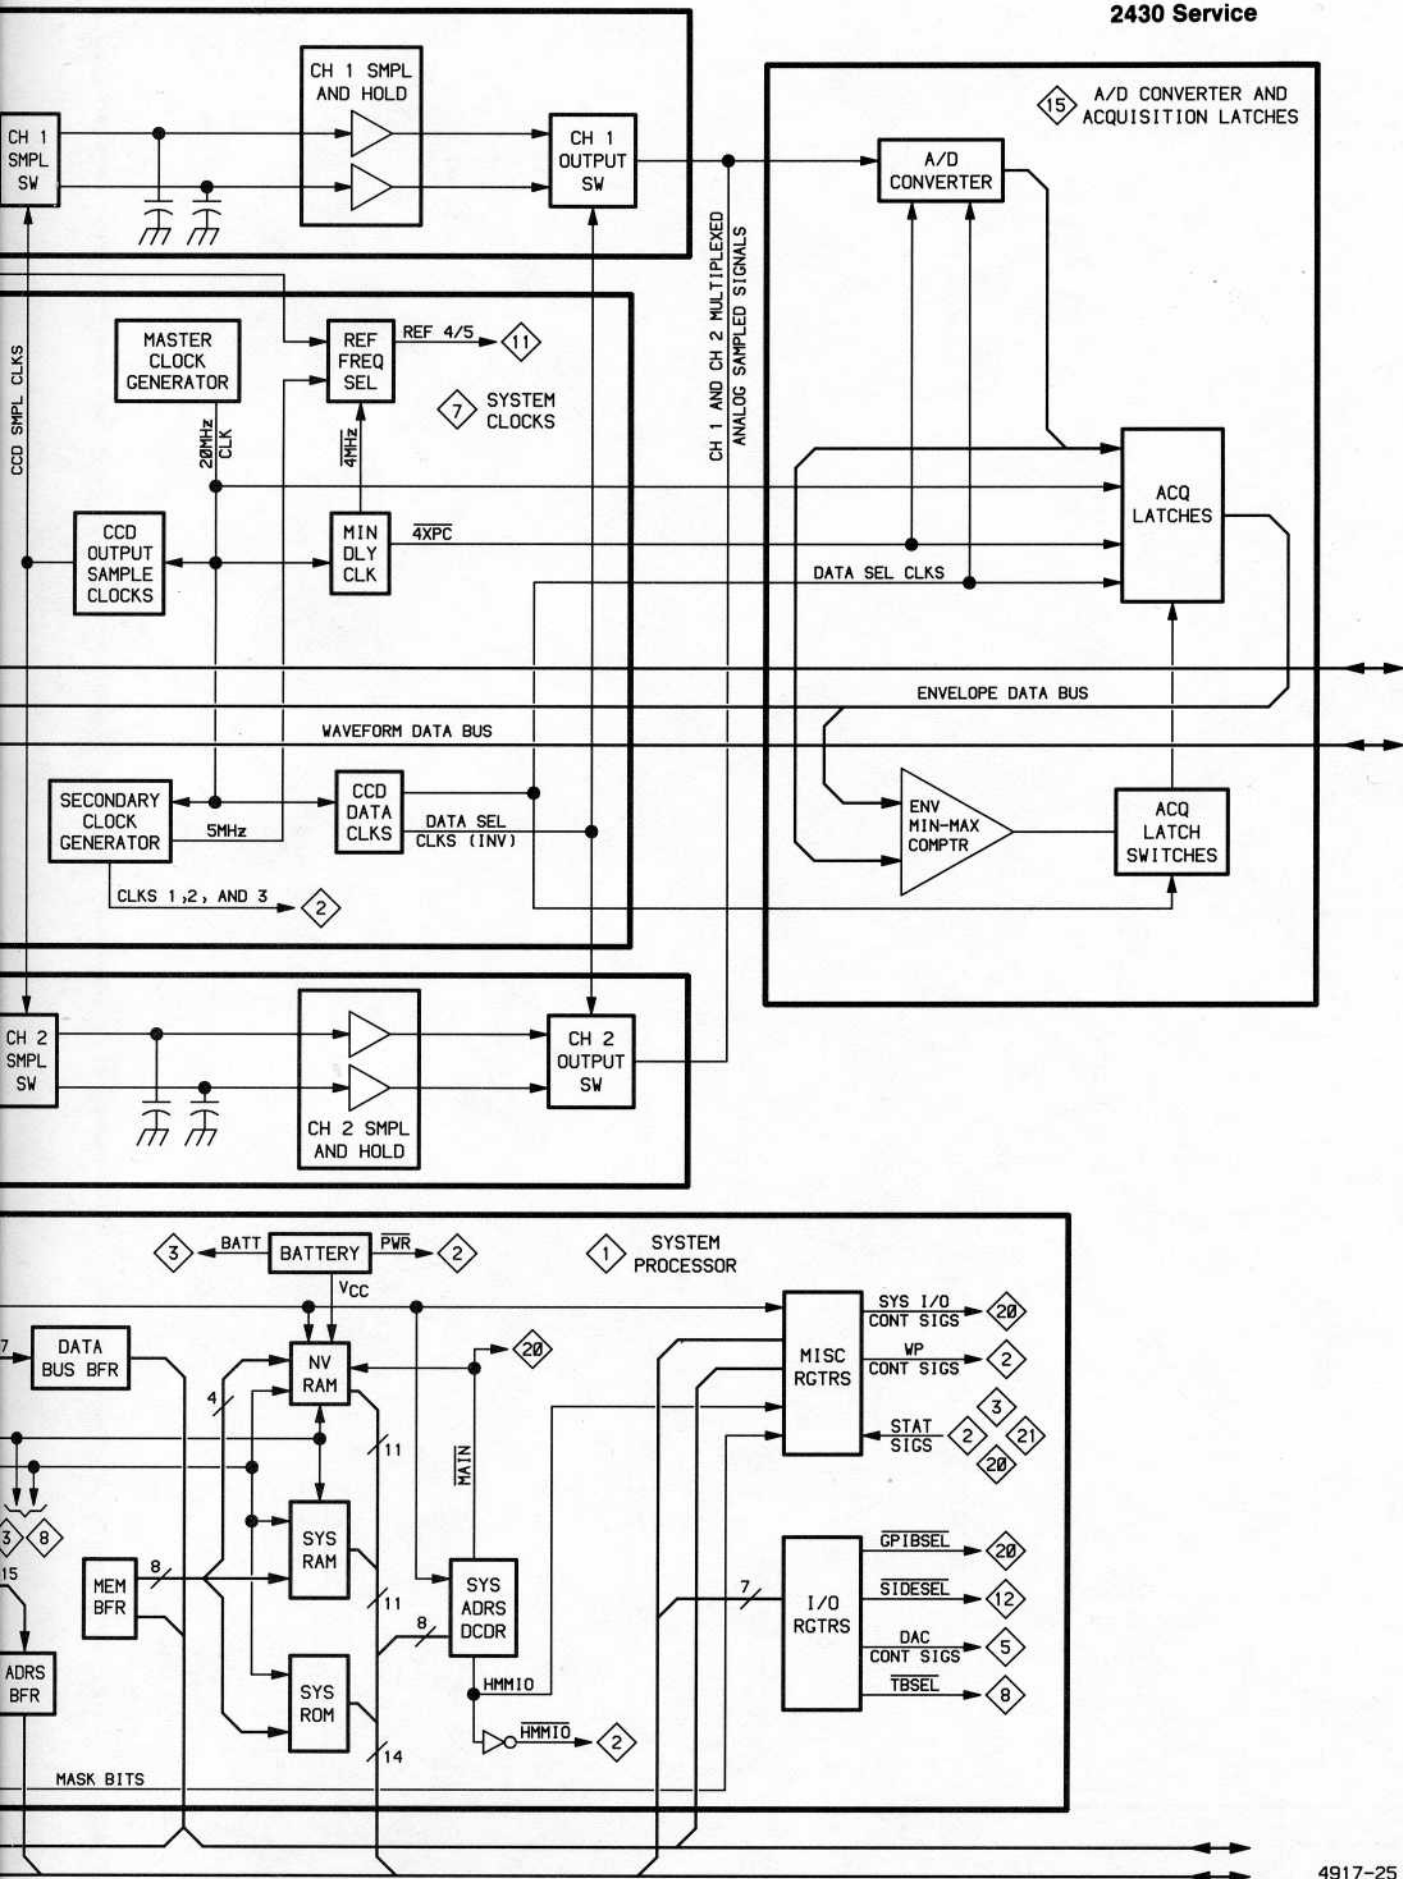 2430 Service
CH 1 SMPL
AND HOLD
CH 1
SMPL
SW
CH 1
OUTPUT
SW
15
A/D CONVERTER AND
ACQUISITION LATCHES
A/D
CONVERTER
CH 1 AND CH 2 MULTIPLEXED
ANALOG SAMPLED SIGNALS
CCD SMPL CLKS
MASTER
CLOCK
GENERATOR
REF
FREQ
SEL
REF 4/5
11
7
SYSTEM
CLOCKS
20MHz
CLK
4MHz
ACQ
LATCHES
CCD
OUTPUT
SAMPLE
CLOCKS
MIN
DLY
CLK
4XPC
DATA SEL CLKS
ENVELOPE DATA BUS
WAVEFORM DATA BUS
SECONDARY
CLOCK
GENERATOR
5MHz
CCD
DATA
CLKS
DATA SEL
CLKS (INV)
ENV
MIN-MAX
COMPTR
ACQ
LATCH
SWITCHES
CLKS 1,2, AND 3
2
CH 2
SMPL
SW
CH 2
OUTPUT
SW
CH 2 SMPL
AND HOLD
3
BATT
BATTERY
PWR
2
1
SYSTEM
PROCESSOR
VCC
7
DATA
BUS BFR
NV
RAM
20
MISC
RGTRS
SYS I/O
CONT SIGS
20
WP
CONT SIGS
2
4
11
MAIN
STAT
SIGS
3
2
21
20
3
8
SYS
RAM
15
MEM
BFR
8
11
SYS
ADRS
DCDR
8
7
I/O
RGTRS
GPIBSEL
20
SIDESEL
12
DAC
CONT SIGS
5
TBSEL
8
ADRS
BFR
SYS
ROM
HMMIO
HMMIO
2
14
MASK BITS
4917-25